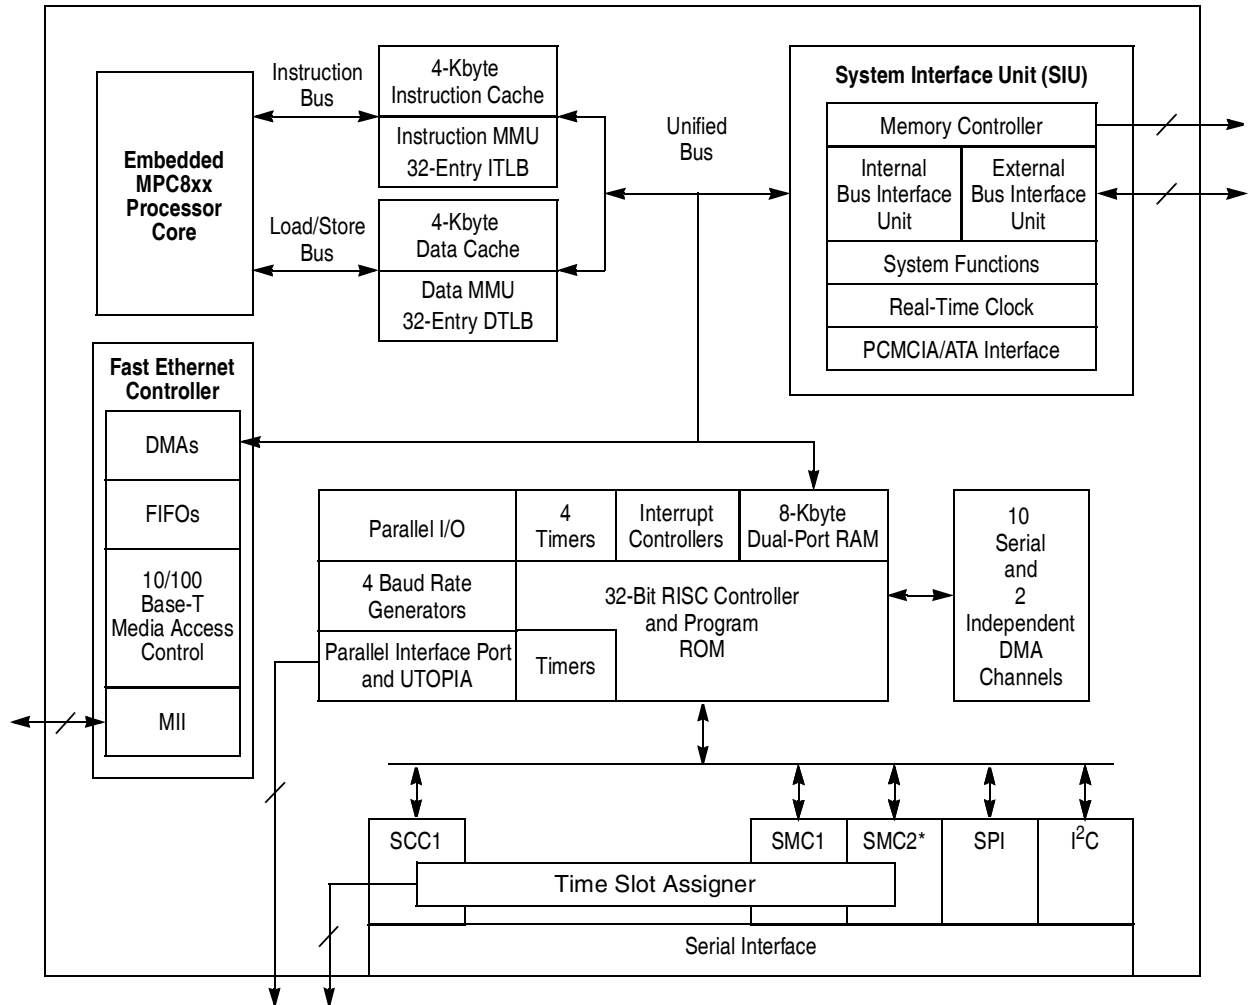 Embedded
MPC8xx
Processor
Core
Instruction
Bus
Load/Store
Bus
4-Kbyte
Instruction Cache
Instruction MMU
32-Entry ITLB
4-Kbyte
Data Cache
Data MMU
32-Entry DTLB
Unified
Bus
System Interface Unit (SIU)
Memory Controller
Internal
Bus Interface
Unit
External
Bus Interface
Unit
System Functions
Real-Time Clock
PCMCIA/ATA Interface
Fast Ethernet
Controller
DMAs
FIFOs
10/100
Base-T
Media Access
Control
MII
Parallel I/O
4
Timers
Interrupt
Controllers
8-Kbyte
Dual-Port RAM
4 Baud Rate
Generators
32-Bit RISC Controller
and Program
ROM
Parallel Interface Port
and UTOPIA
Timers
10
Serial
and
2
Independent
DMA
Channels
SCC1
SMC1
SMC2*
SPI
I²C
Time Slot Assigner
Serial Interface